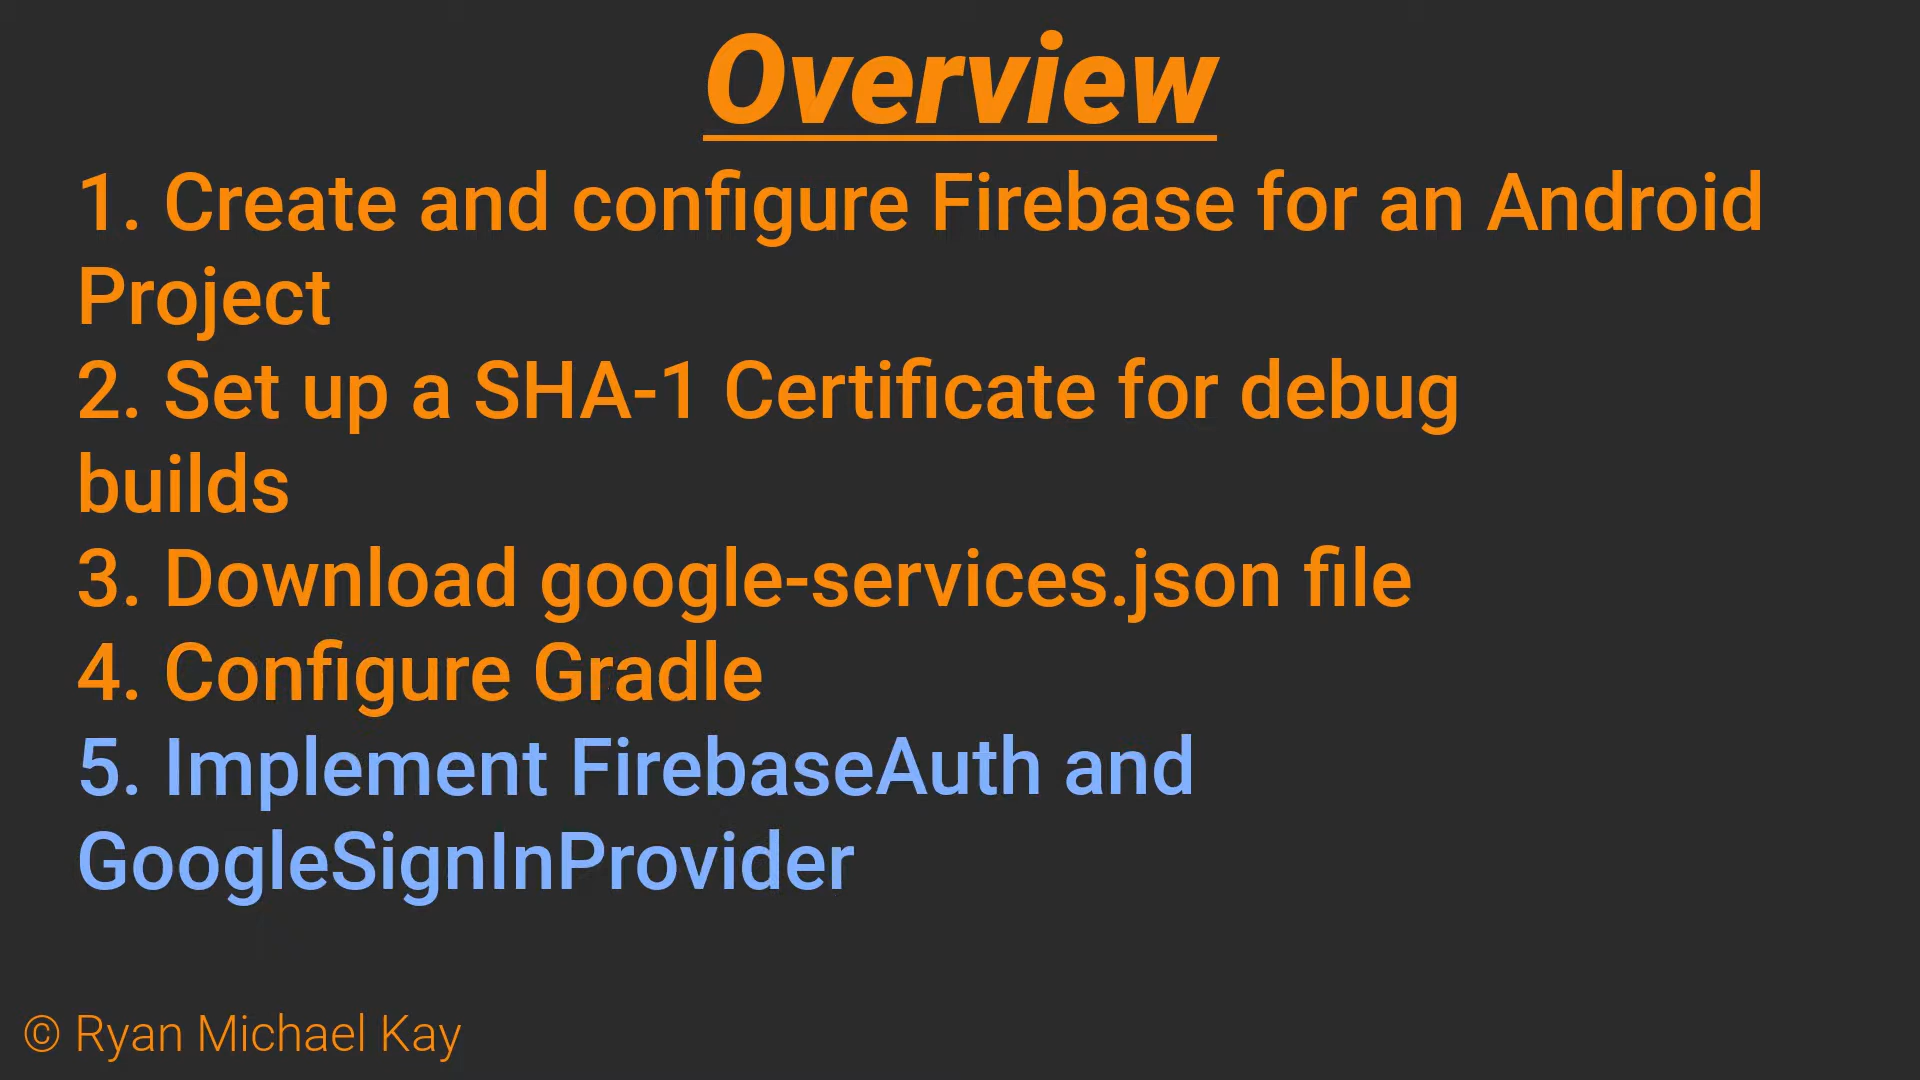 Overview
1. Create and configure Firebase for an Android
Project
2. Set up a SHA-1 Certificate for debug
builds
3. Download google-services.json file
4. Configure Gradle
5. Implement FirebaseAuth and
GoogleSignInProvider
© Ryan Michael Kay